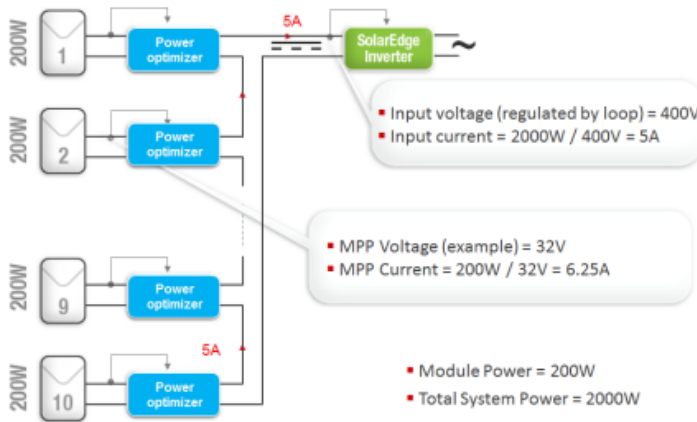 5A
200W
1
Power
optimizer
SolarEdge
Inverter
~
▪ Input voltage (regulated by loop) = 400V
▪ Input current = 2000W / 400V = 5A
200W
2
Power
optimizer
▪ MPP Voltage (example) = 32V
▪ MPP Current = 200W / 32V = 6.25A
200W
9
Power
optimizer
5A
200W
10
Power
optimizer
▪ Module Power = 200W
▪ Total System Power = 2000W